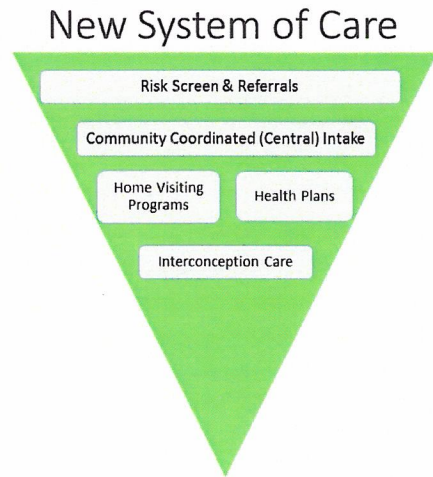 New System of Care
Risk Screen & Referrals
Community Coordinated (Central) Intake
Home Visiting
Programs
Health Plans
Interconception Care